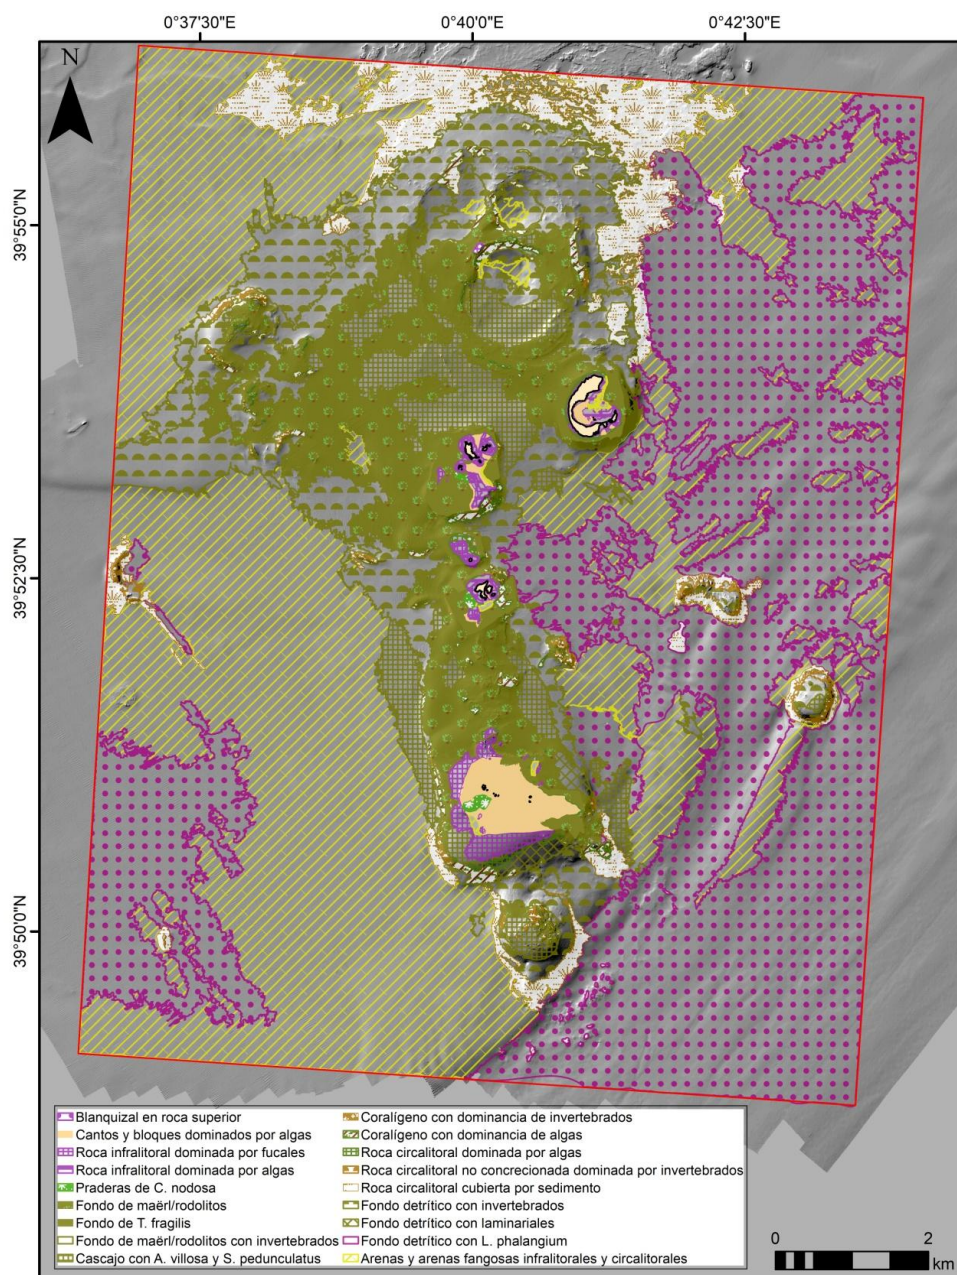 0°37'30"E 0°40'0"E 0°42'30"E
N
39°55'0"N
39°52'30"N
39°50'0"N
Blanquizal en roca superior
Cantos y bloques dominados por algas
Roca infralitoral dominada por fucales
Roca infralitoral dominada por algas
Praderas de C. nodosa
Fondo de maërl/rodolitos
Fondo de T. fragilis
Fondo de maërl/rodolitos con invertebrados
Cascajo con A. villosa y S. pedunculatus
Coralígeno con dominancia de invertebrados
Coralígeno con dominancia de algas
Roca circalitoral dominada por algas
Roca circalitoral no concrecionada dominada por invertebrados
Roca circalitoral cubierta por sedimento
Fondo detrítico con invertebrados
Fondo detrítico con laminariales
Fondo detrítico con L. phalangium
Arenas y arenas fangosas infralitorales y circalitorales
0 2
km